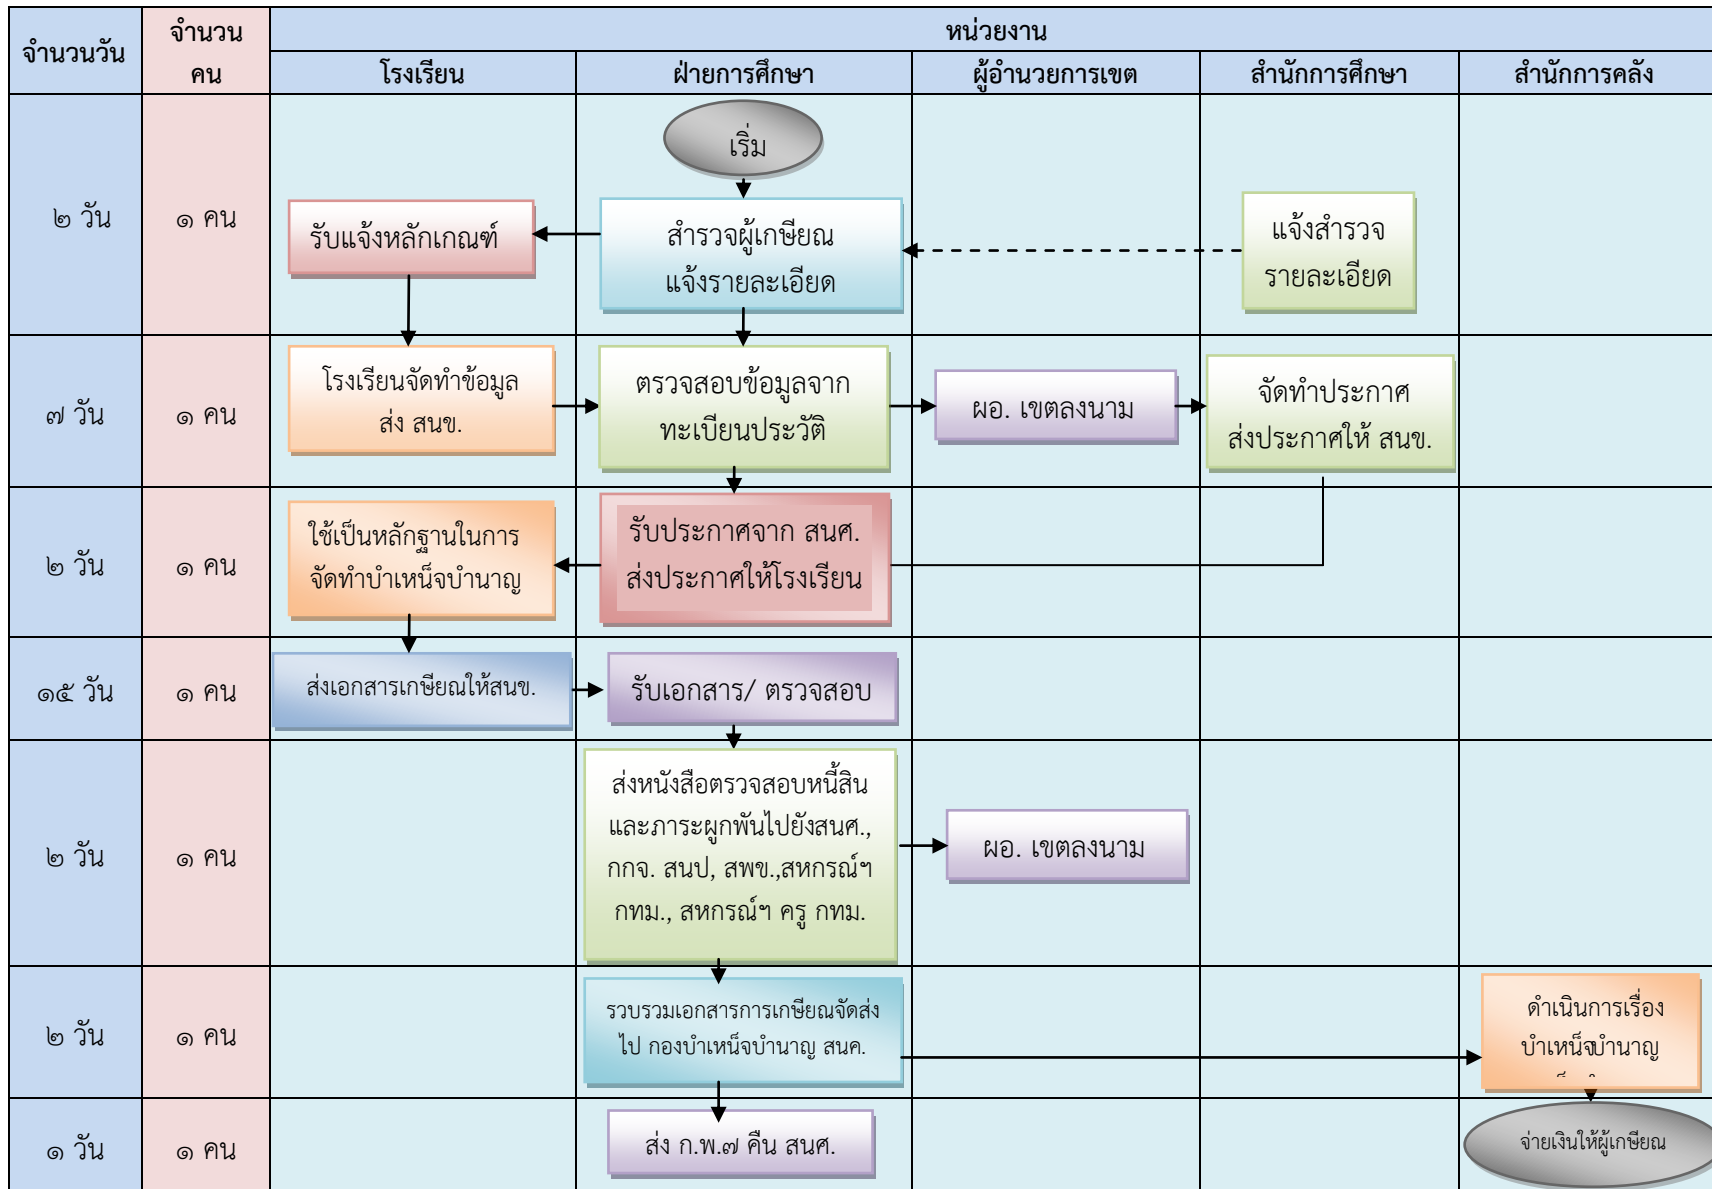 จำนวนวัน
จำนวน
คน
หน่วยงาน
โรงเรียน
ฝ่ายการศึกษา
ผู้อำนวยการเขต
สำนักการศึกษา
สำนักการคลัง
๒ วัน
๑ คน
เริ่ม
รับแจ้งหลักเกณฑ์
สำรวจผู้เกษียณ
แจ้งรายละเอียด
แจ้งสำรวจ
รายละเอียด
๗ วัน
๑ คน
โรงเรียนจัดทำข้อมูล
ส่ง สนข.
ตรวจสอบข้อมูลจาก
ทะเบียนประวัติ
ผอ. เขตลงนาม
จัดทำประกาศ
ส่งประกาศให้ สนข.
๒ วัน
๑ คน
ใช้เป็นหลักฐานในการ
จัดทำบำเหน็จบำนาญ
รับประกาศจาก สนศ.
ส่งประกาศให้โรงเรียน
๑๕ วัน
๑ คน
ส่งเอกสารเกษียณให้สนข.
รับเอกสาร/ ตรวจสอบ
๒ วัน
๑ คน
ส่งหนังสือตรวจสอบหนี้สิน
และภาระผูกพันไปยังสนศ.,
กกจ. สนป, สพข.,สหกรณ์ฯ
กทม., สหกรณ์ฯ ครู กทม.
ผอ. เขตลงนาม
๒ วัน
๑ คน
รวบรวมเอกสารการเกษียณจัดส่ง
ไป กองบำเหน็จบำนาญ สนค.
ดำเนินการเรื่อง
บำเหน็จบำนาญ
๑ วัน
๑ คน
ส่ง ก.พ.๗ คืน สนศ.
จ่ายเงินให้ผู้เกษียณ